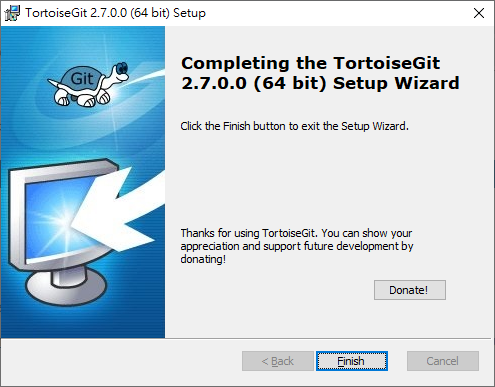 TortoiseGit 2.7.0.0 (64 bit) Setup
Git
Completing the TortoiseGit
2.7.0.0 (64 bit) Setup Wizard
Click the Finish button to exit the Setup Wizard.
Thanks for using TortoiseGit. You can show your
appreciation and support future development by
donating!
Donate!
< Back
Finish
Cancel